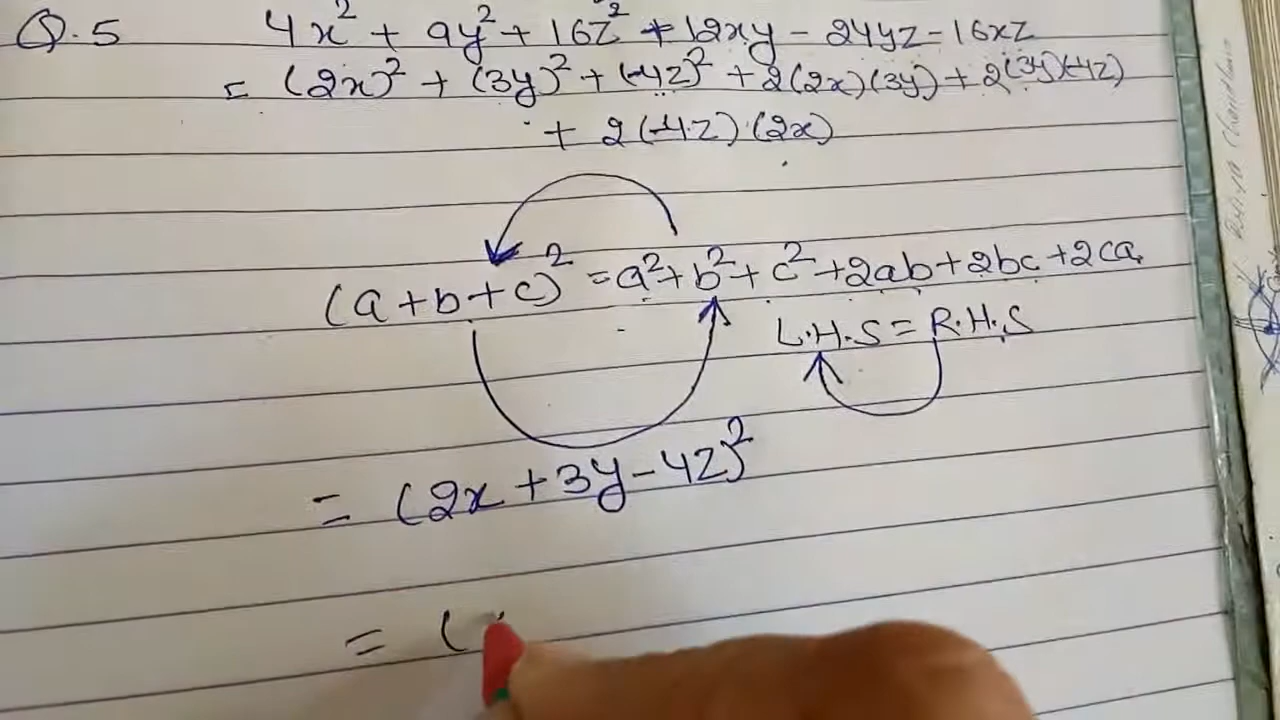 Q.5 4x² + 9y² + 16z² + 12xy - 24yz - 16xz
= (2x)² + (3y)² + (-4z)² + 2(2x)(3y) + 2(3y)(-4z)
+ 2(-4z)(2x)
(a+b+c)² = a²+b²+c²+2ab+2bc+2ca
L.H.S = R.H.S
= (2x+3y-4z)²
= (